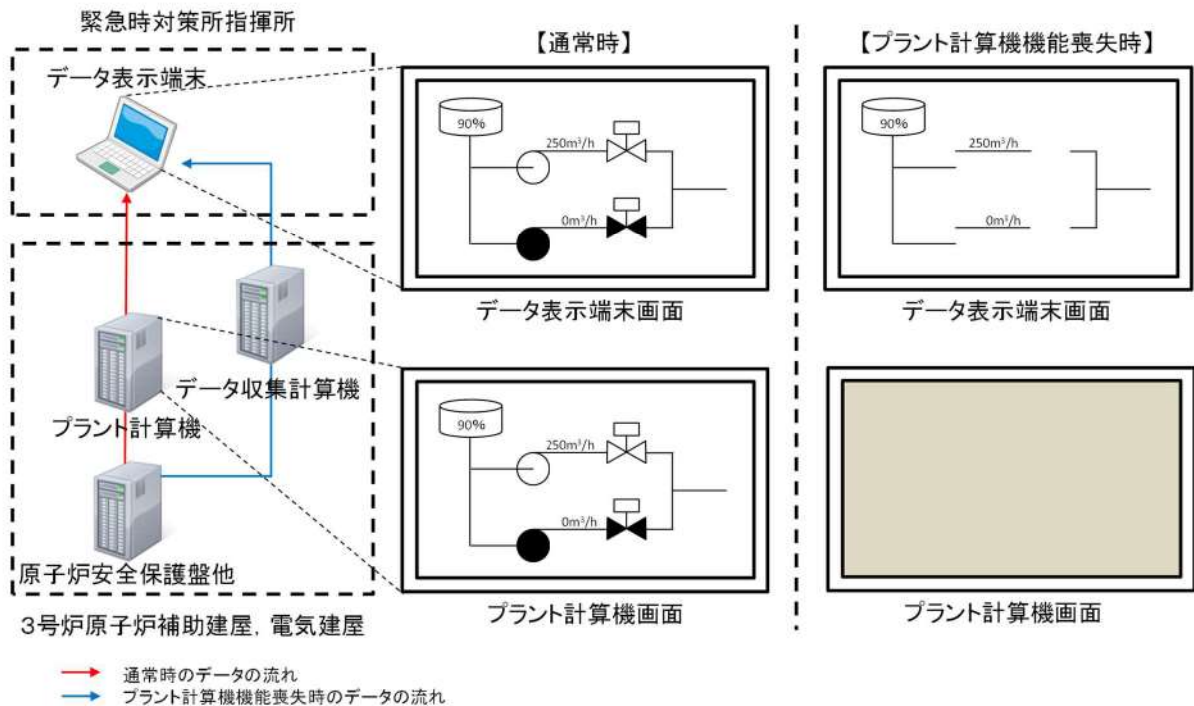 緊急時対策所指揮所
データ表示端末
データ収集計算機
プラント計算機
原子炉安全保護盤他
3号炉原子炉補助建屋，電気建屋
【通常時】
90%
250m³/h
0m³/h
データ表示端末画面
90%
250m³/h
0m³/h
プラント計算機画面
【プラント計算機機能喪失時】
90%
250m³/h
0m³/h
データ表示端末画面
プラント計算機画面
通常時のデータの流れ
プラント計算機機能喪失時のデータの流れ